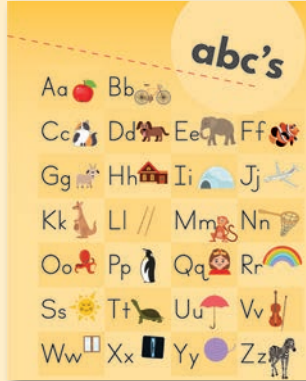 abc's
Aa Bb
Cc Dd Ee Ff
Gg Hh Ii Jj
Kk Ll Mm Nn
Oo Pp Qq Rr
Ss Tt Uu Vv
Ww Xx Yy Zz